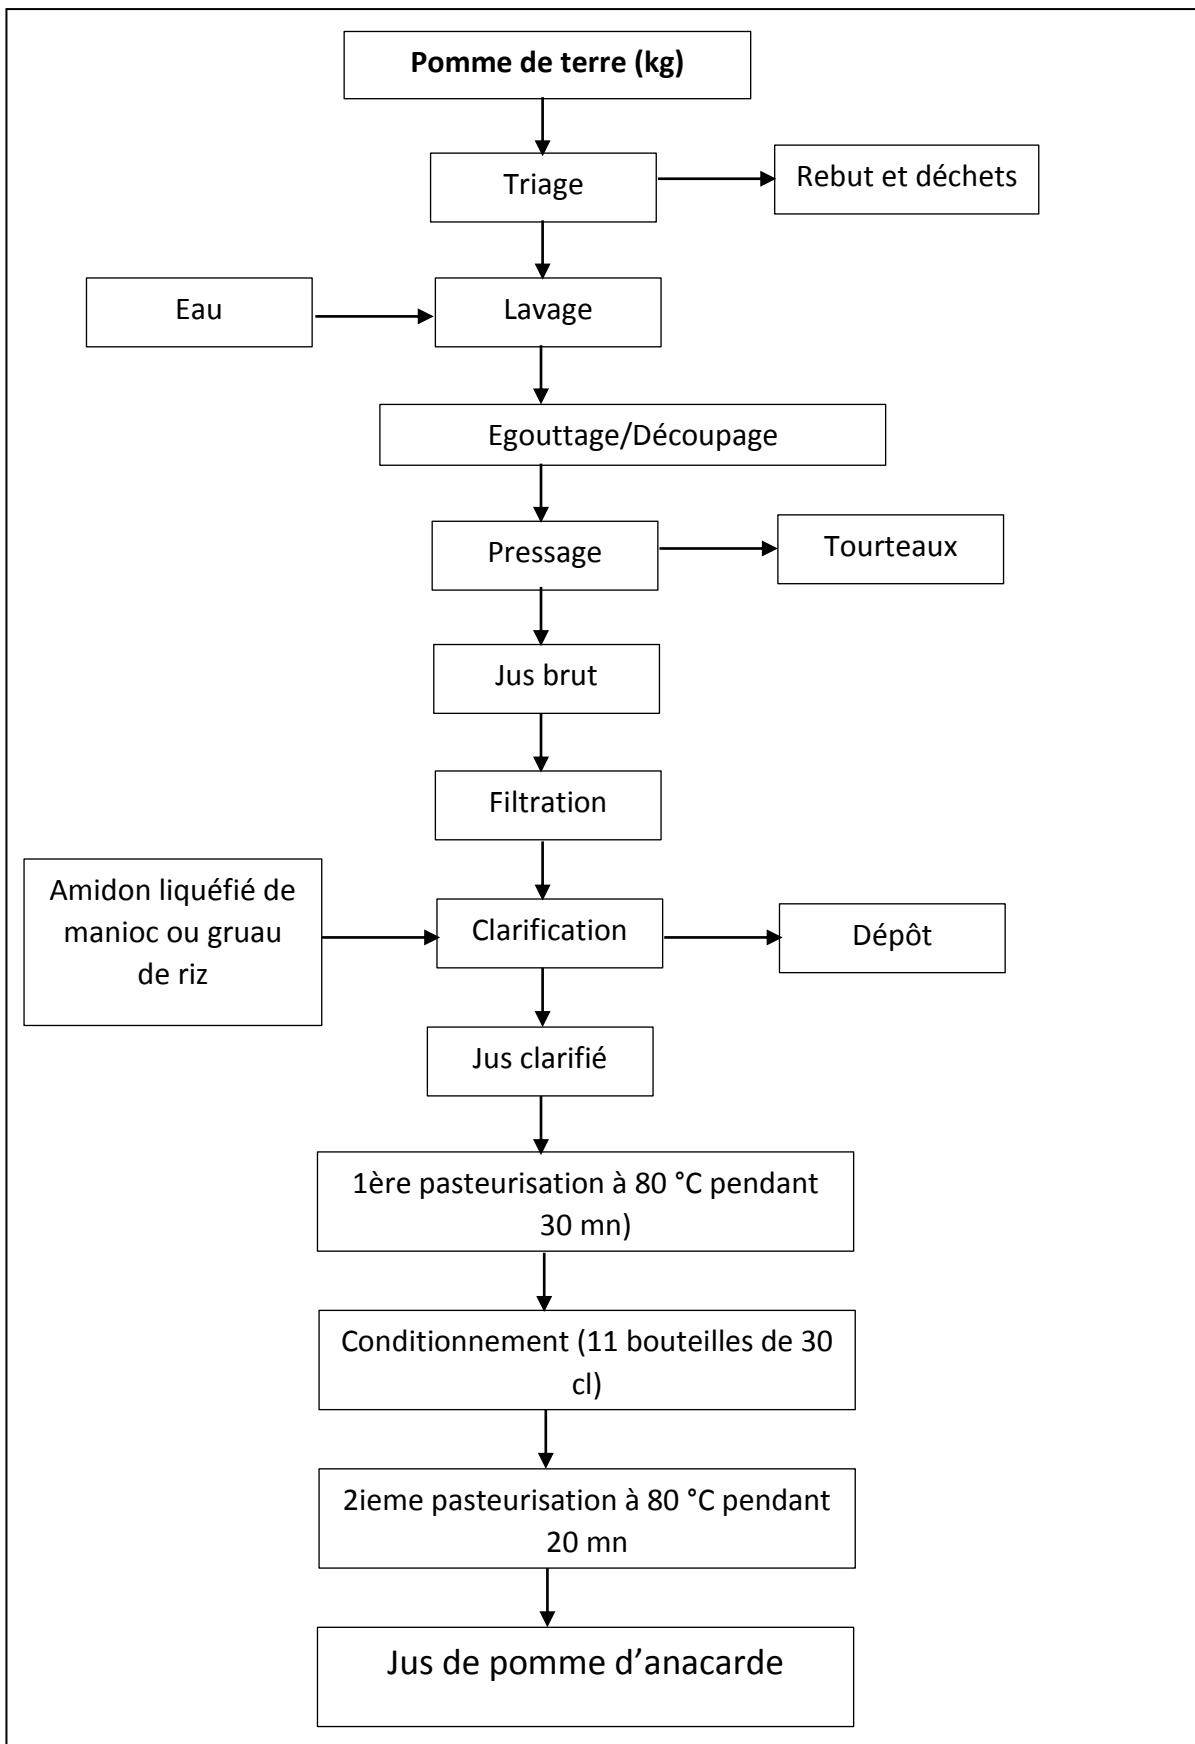 Pomme de terre (kg)
Triage
Rebut et déchets
Eau
Lavage
Egouttage/Découpage
Pressage
Tourteaux
Jus brut
Filtration
Amidon liquéfié de
manioc ou gruau
de riz
Clarification
Dépôt
Jus clarifié
1ère pasteurisation à 80 °C pendant
30 mn)
Conditionnement (11 bouteilles de 30
cl)
2ieme pasteurisation à 80 °C pendant
20 mn
Jus de pomme d’anacarde